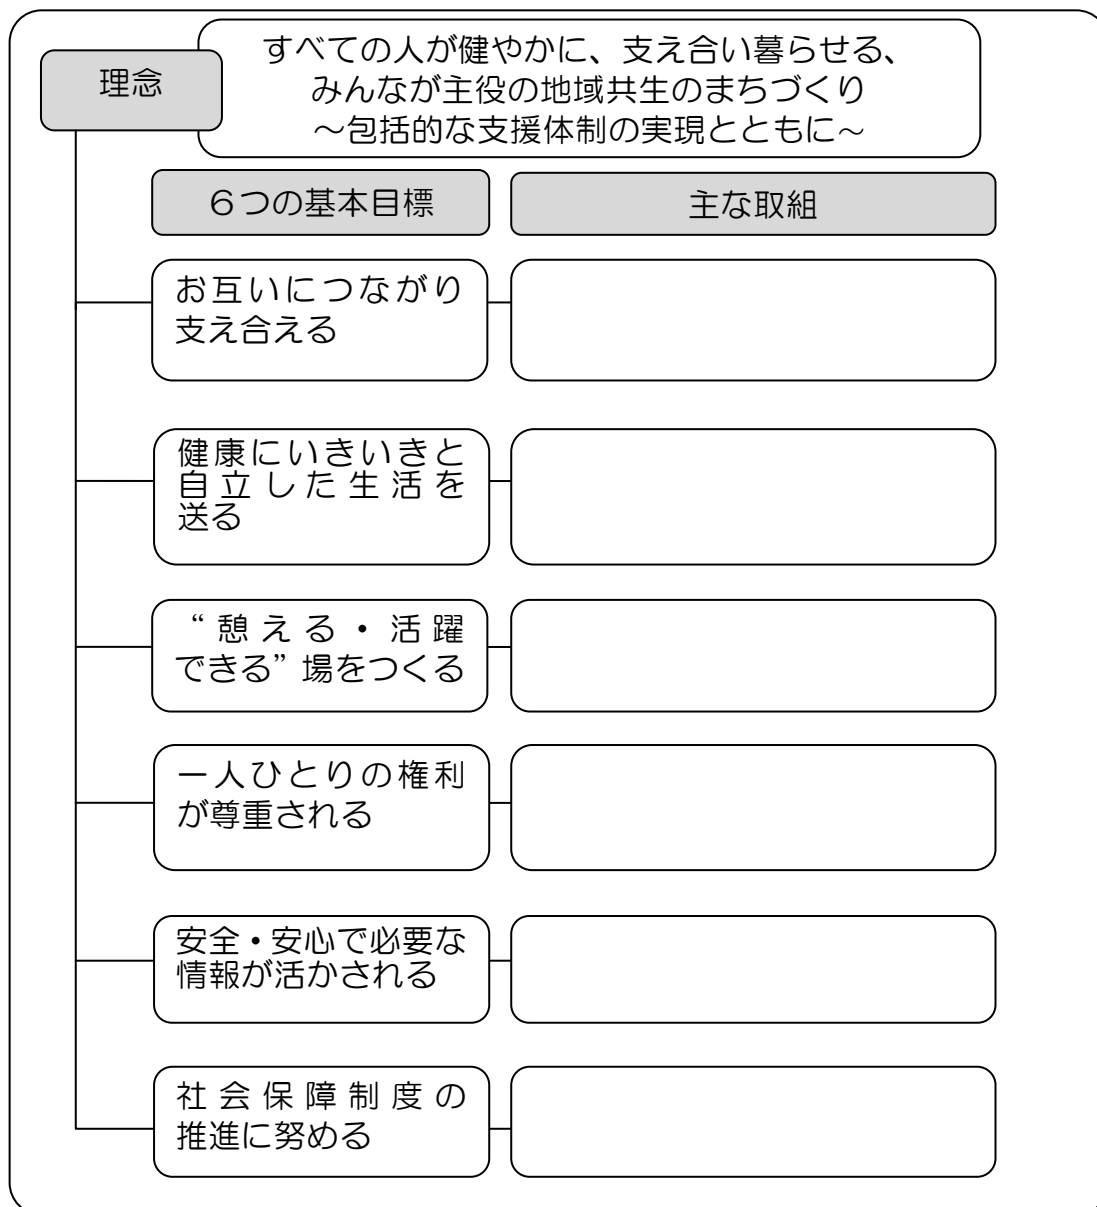 理念
すべての人が健やかに、支え合い暮らせる、
みんなが主役の地域共生のまちづくり
～包括的な支援体制の実現とともに～
６つの基本目標
主な取組
お互いにつながり
支え合える
健康にいきいきと
自立した生活を
送る
“憩える・活躍
できる”場をつくる
一人ひとりの権利
が尊重される
安全・安心で必要な
情報が活かされる
社会保障制度の
推進に努める